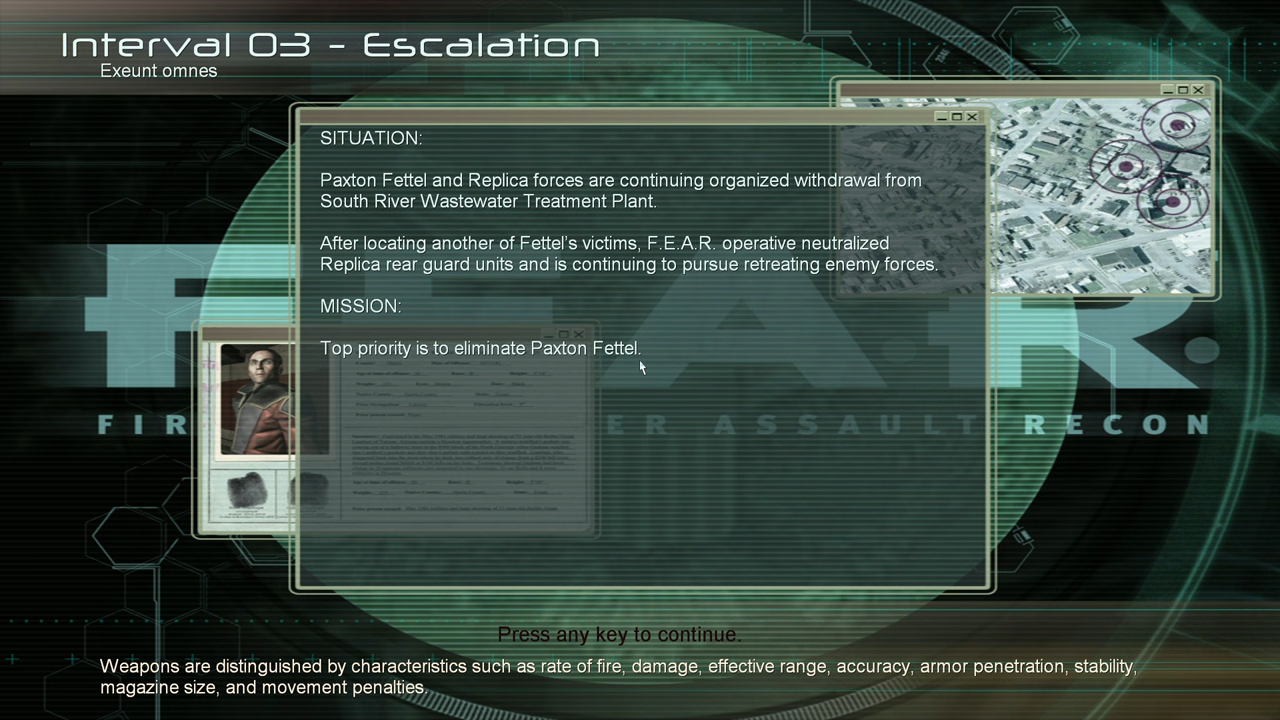 Interval 03 - Escalation
Exeunt omnes
SITUATION:
Paxton Fettel and Replica forces are continuing organized withdrawal from
South River Wastewater Treatment Plant.
After locating another of Fettel's victims, F.E.A.R. operative neutralized
Replica rear guard units and is continuing to pursue retreating enemy forces.
MISSION:
Top priority is to eliminate Paxton Fettel.
F.E.A.R.
FIR ER ASSAULT RECON
Press any key to continue.
Weapons are distinguished by characteristics such as rate of fire, damage, effective range, accuracy, armor penetration, stability,
magazine size, and movement penalties.